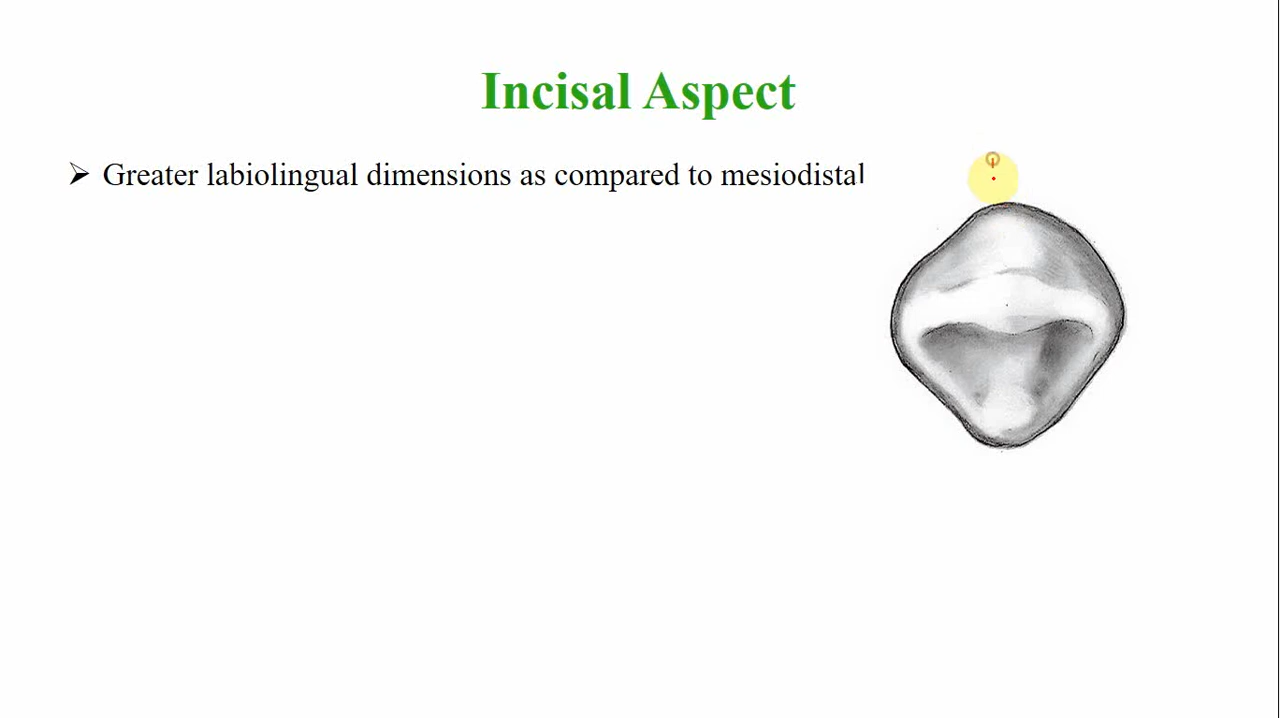 Incisal Aspect
➢ Greater labiolingual dimensions as compared to mesiodistal